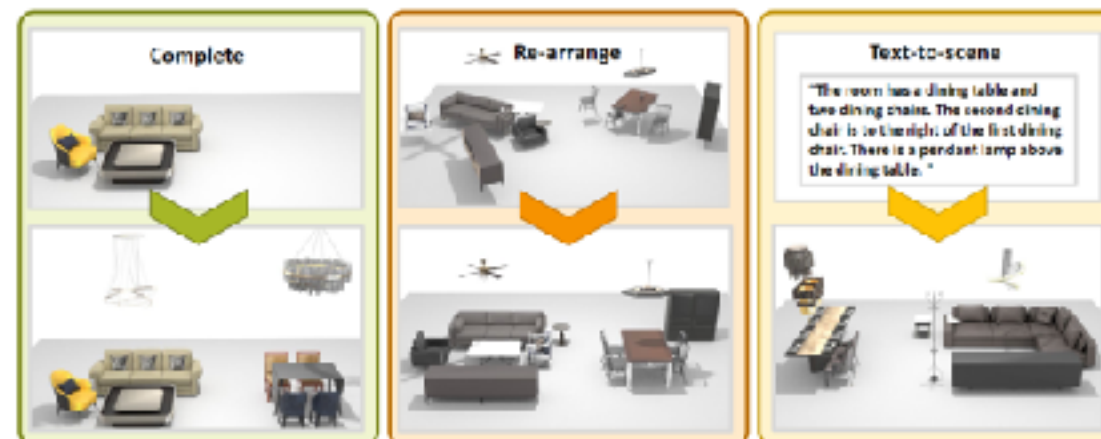 Complete
Re-arrange
Text-to-scene
"The room has a dining table and
two dining chairs. The second dining
chair is to the right of the first dining
chair. There is a pendant lamp above
the dining table. "